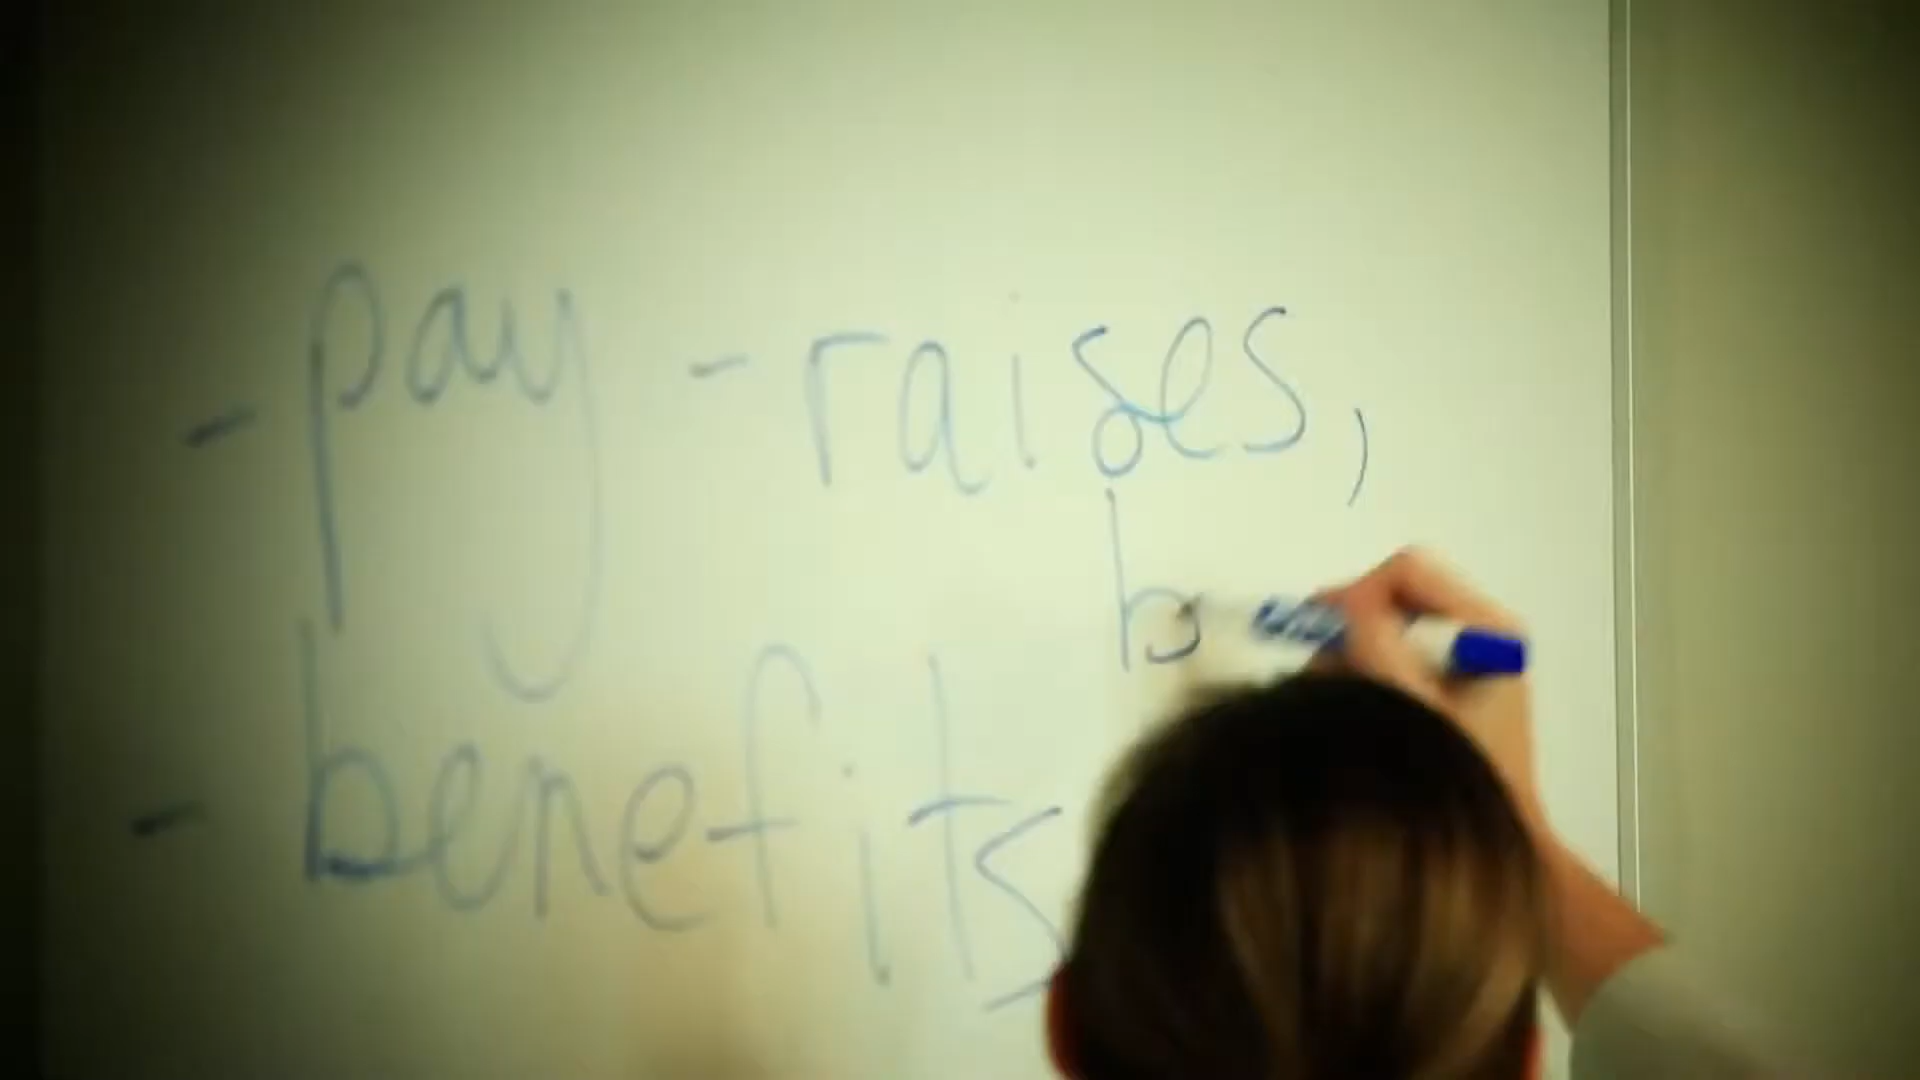 - pay - raises,
b
- benefits